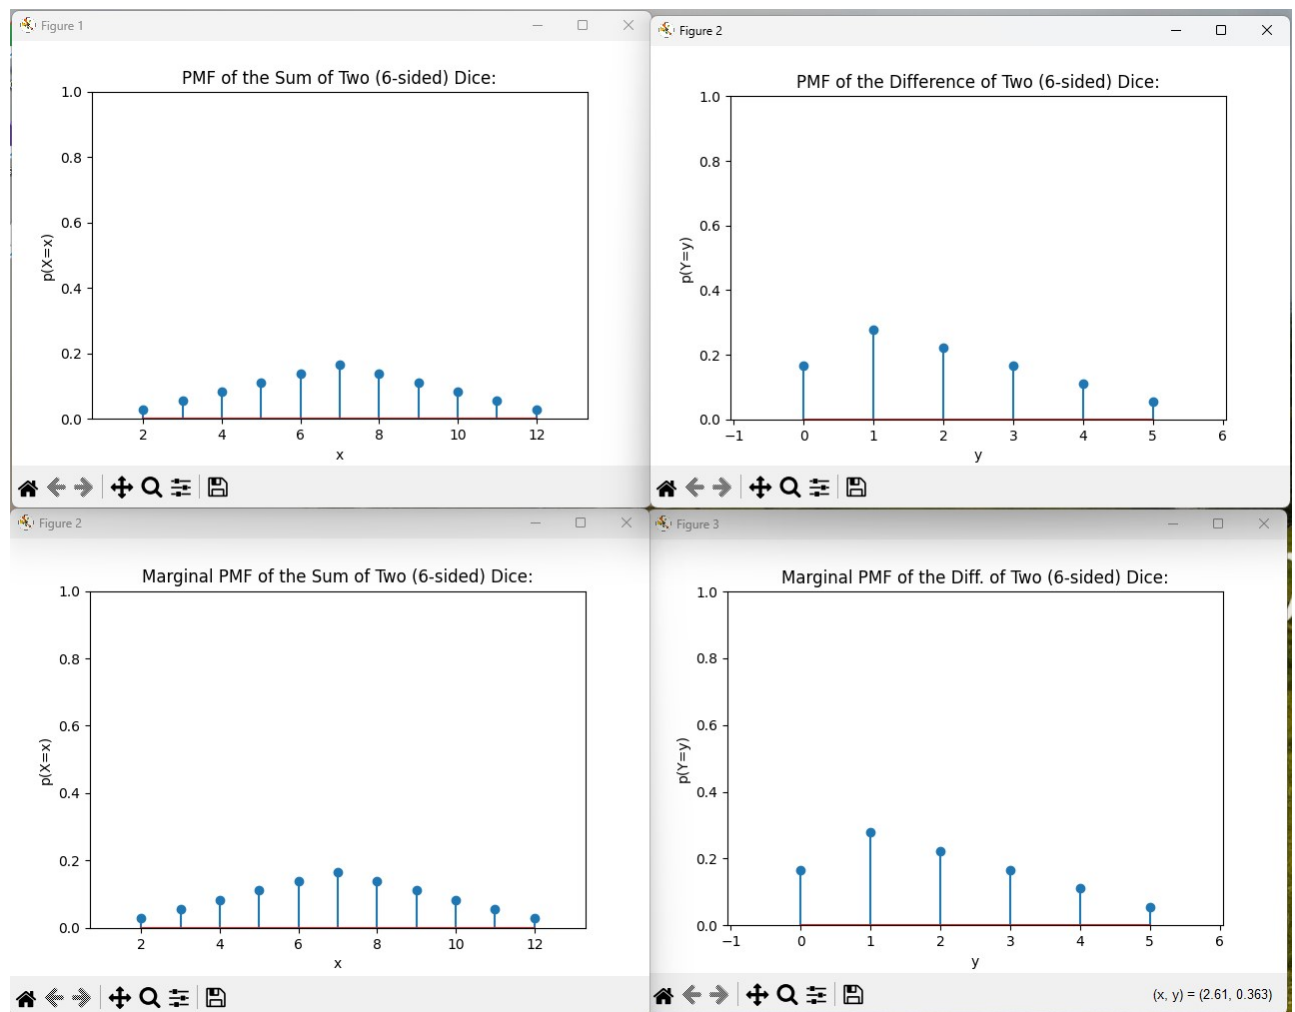 Figure 1
PMF of the Sum of Two (6-sided) Dice:
1.0
0.8
0.6
0.4
0.2
0.0
p(X=x)
2 4 6 8 10 12
x
Figure 2
PMF of the Difference of Two (6-sided) Dice:
1.0
0.8
0.6
0.4
0.2
0.0
p(Y=y)
−1 0 1 2 3 4 5 6
y
Figure 2
Marginal PMF of the Sum of Two (6-sided) Dice:
1.0
0.8
0.6
0.4
0.2
0.0
p(X=x)
2 4 6 8 10 12
x
Figure 3
Marginal PMF of the Diff. of Two (6-sided) Dice:
1.0
0.8
0.6
0.4
0.2
0.0
p(Y=y)
−1 0 1 2 3 4 5 6
y
(x, y) = (2.61, 0.363)